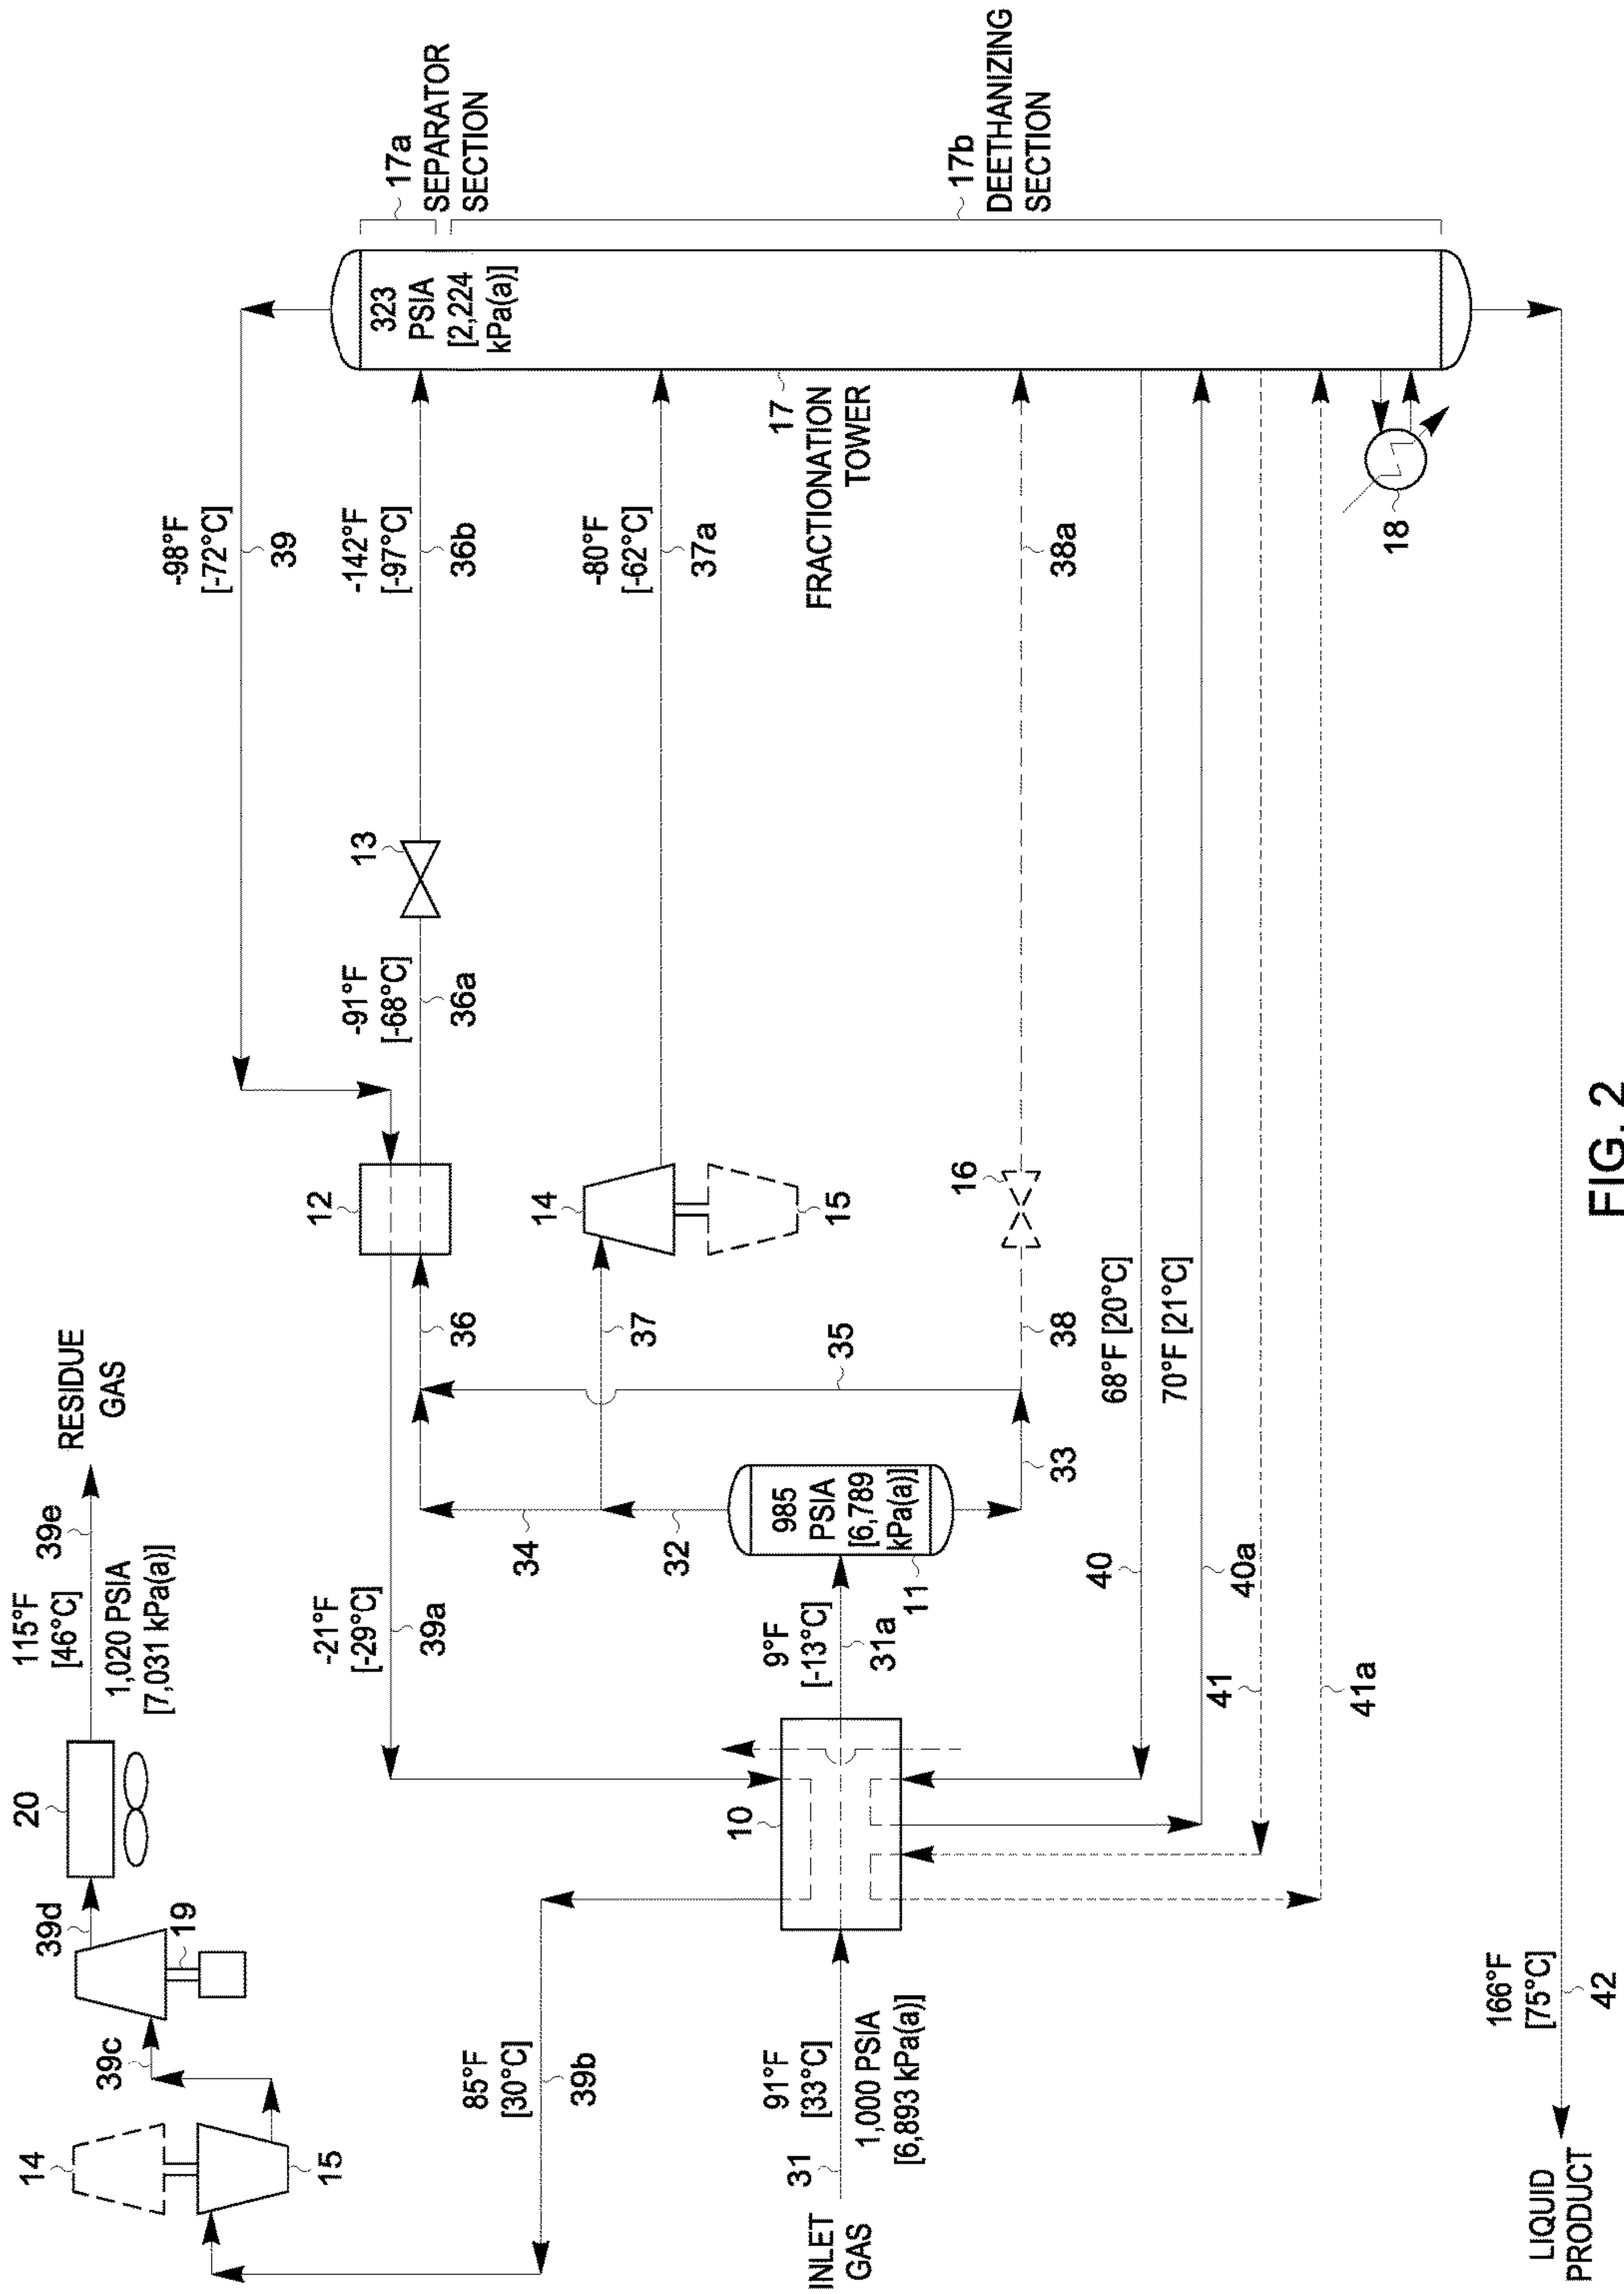 FIG. 2
RESIDUE
GAS
115°F
[46°C]
39e
1,020 PSIA
[7,031 kPa(a)]
20
39d
19
39c
14
15
-98°F
[-72°C]
39
-142°F
[-97°C]
36b
13
-91°F
[-68°C]
36a
12
36
-21°F
[-29°C]
39a
85°F
[30°C]
39b
-80°F
[-62°C]
37a
14
15
37
34
32
35
33
38
16
38a
985
PSIA
[6,789
kPa(a)]
11
9°F
[-13°C]
31a
10
INLET
GAS
31
91°F
[33°C]
1,000 PSIA
[6,893 kPa(a)]
68°F [20°C]
40
70°F [21°C]
40a
41
41a
323
PSIA
[2,224
kPa(a)]
17a
SEPARATOR
SECTION
17b
DEETHANIZING
SECTION
17
FRACTIONATION
TOWER
18
166°F
[75°C]
42
LIQUID
PRODUCT